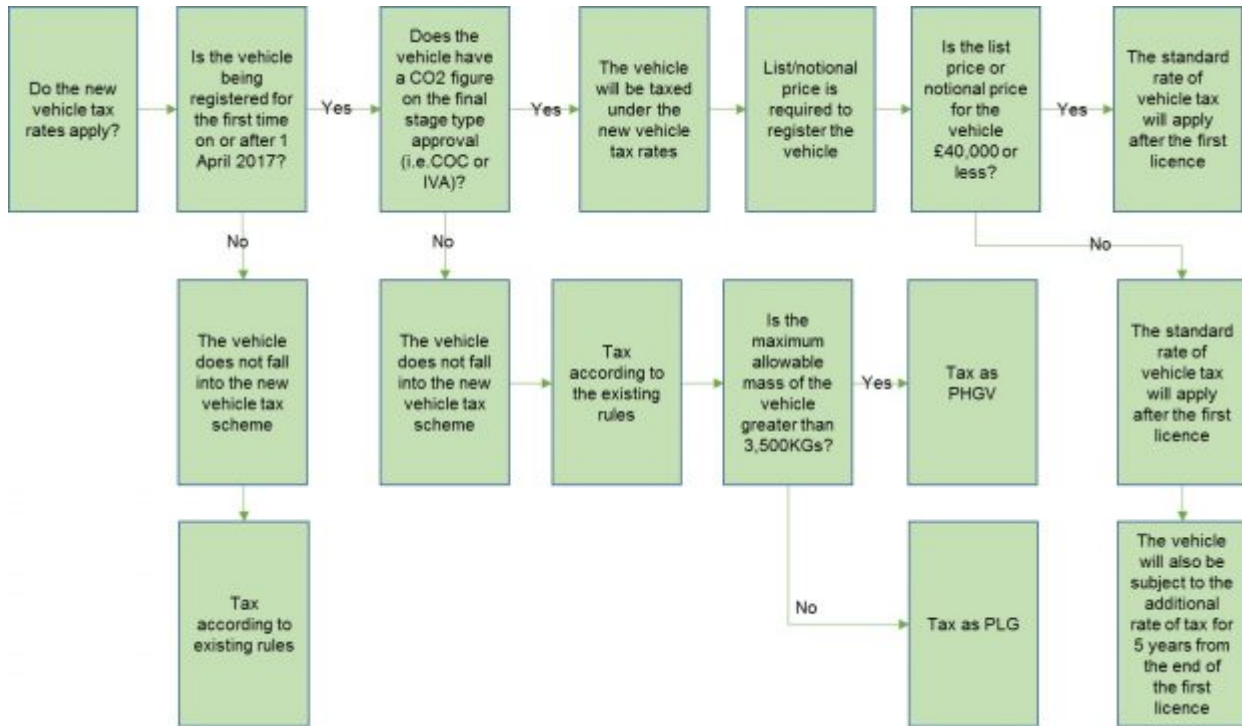 Do the new
vehicle tax
rates apply?
Is the vehicle
being
registered for
the first time
on or after 1
April 2017?
Yes
Does the
vehicle have
a CO2 figure
on the final
stage type
approval
(i.e.COC or
IVA)?
Yes
The vehicle
will be taxed
under the
new vehicle
tax rates
List/notional
price is
required to
register the
vehicle
Is the list
price or
notional price
for the
vehicle
£40,000 or
less?
Yes
The standard
rate of
vehicle tax
will apply
after the first
licence
No
No
No
The vehicle
does not fall
into the new
vehicle tax
scheme
The vehicle
does not fall
into the new
vehicle tax
scheme
Tax
according to
the existing
rules
Is the
maximum
allowable
mass of the
vehicle
greater than
3,500KGs?
Yes
Tax as
PHGV
The standard
rate of
vehicle tax
will apply
after the first
licence
Tax
according to
existing rules
No
Tax as PLG
The vehicle
will also be
subject to the
additional
rate of tax for
5 years from
the end of
the first
licence